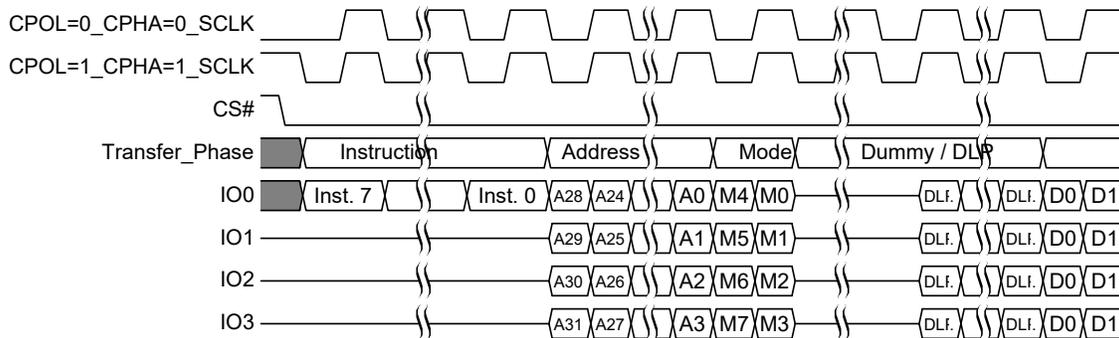 CPOL=0_CPHA=0_SCLK
CPOL=1_CPHA=1_SCLK
CS#
Transfer_Phase Instruction Address Mode Dummy / DLP
IO0 Inst. 7 Inst. 0 A28 A24 A0 M4 M0 DLP. DLP. D0 D1
IO1 A29 A25 A1 M5 M1 DLP. DLP. D0 D1
IO2 A30 A26 A2 M6 M2 DLP. DLP. D0 D1
IO3 A31 A27 A3 M7 M3 DLP. DLP. D0 D1